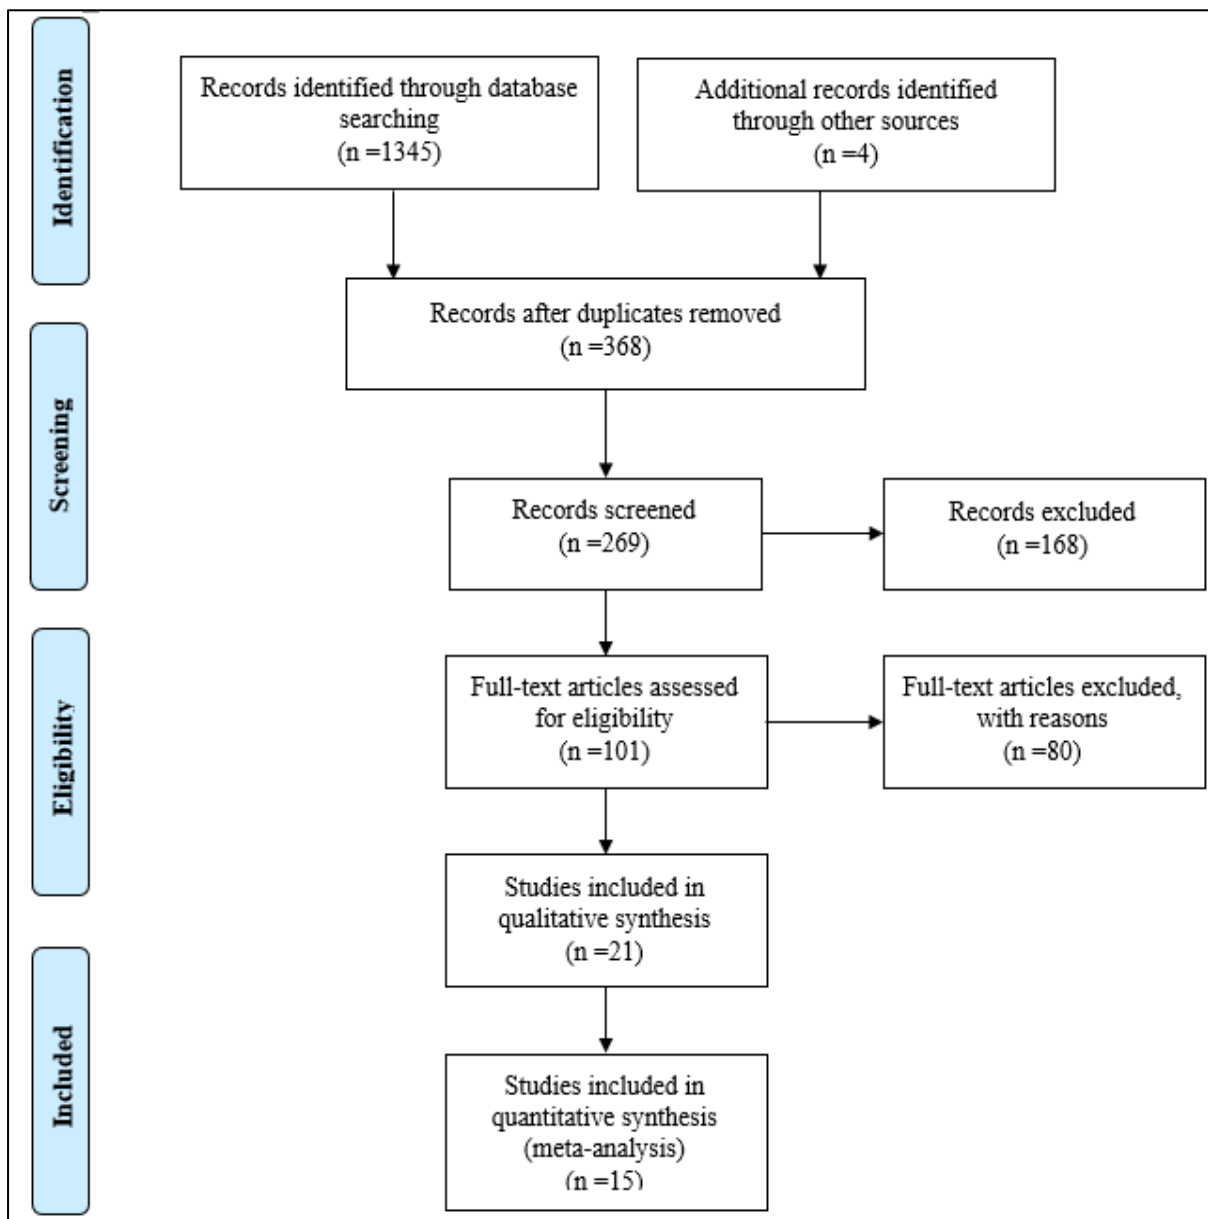 Identification
Records identified through database
searching
(n =1345)
Additional records identified
through other sources
(n =4)
Records after duplicates removed
(n =368)
Screening
Records screened
(n =269)
Records excluded
(n =168)
Eligibility
Full-text articles assessed
for eligibility
(n =101)
Full-text articles excluded,
with reasons
(n =80)
Studies included in
qualitative synthesis
(n =21)
Included
Studies included in
quantitative synthesis
(meta-analysis)
(n =15)